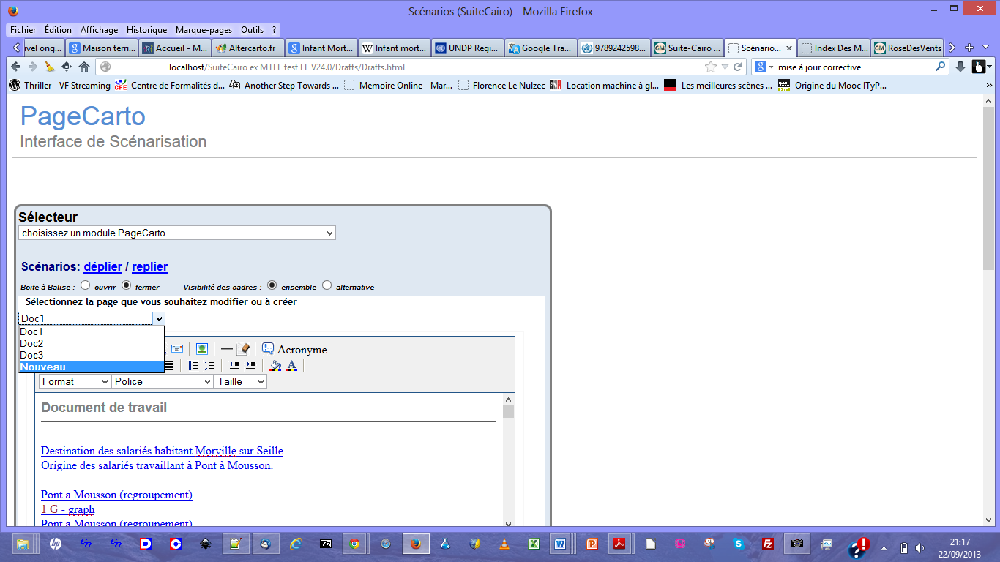 Scénarios (SuiteCairo) - Mozilla Firefox
Fichier Édition Affichage Historique Marque-pages Outils ?
vel ong... Maison terri... Accueil - M... Altercarto.fr Infant Mort... Infant mort... UNDP Regi... Google Tra... 9789242598... Suite-Cairo ... Scénario... Index Des M... RoseDesVents
localhost/SuiteCairo ex MTEF test FF V24.0/Drafts/Drafts.html mise à jour corrective
Thriller - VF Streaming Centre de Formalités d... Another Step Towards ... Memoire Online - Mar... Florence Le Nulzec Location machine à gl... Les meilleures scènes ... Origine du Mooc ITyP...
PageCarto
Interface de Scénarisation
Sélecteur
choisissez un module PageCarto
Scénarios: déplier / replier
Boite à Balise : ouvrir fermer Visibilité des cadres : ensemble alternative
Sélectionnez la page que vous souhaitez modifier ou à créer
Doc1
Doc1
Doc2
Doc3
Nouveau
Acronyme
Format Police Taille
Document de travail
Destination des salariés habitant Morville sur Seille
Origine des salariés travaillant à Pont à Mousson.
Pont a Mousson (regroupement)
1 G - graph
Pont a Mousson (regroupement)
21:17
22/09/2013